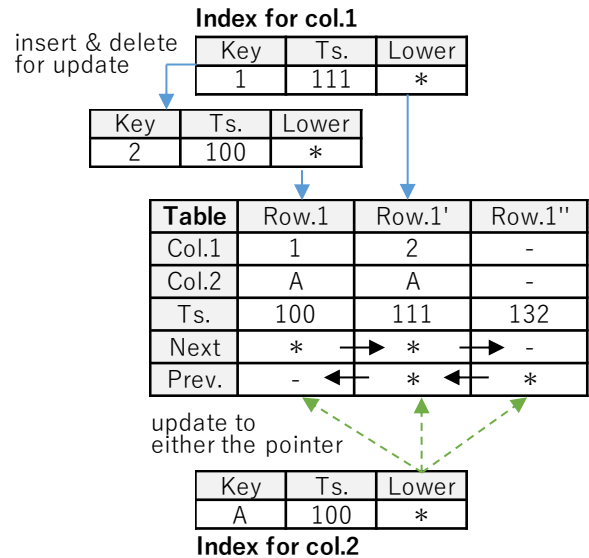 Index for col.1
insert & delete
for update
Key Ts. Lower
1 111 *
Key Ts. Lower
2 100 *
Table Row.1 Row.1' Row.1''
Col.1 1 2 -
Col.2 A A -
Ts. 100 111 132
Next * * -
Prev. - * *
update to
either the pointer
Key Ts. Lower
A 100 *
Index for col.2